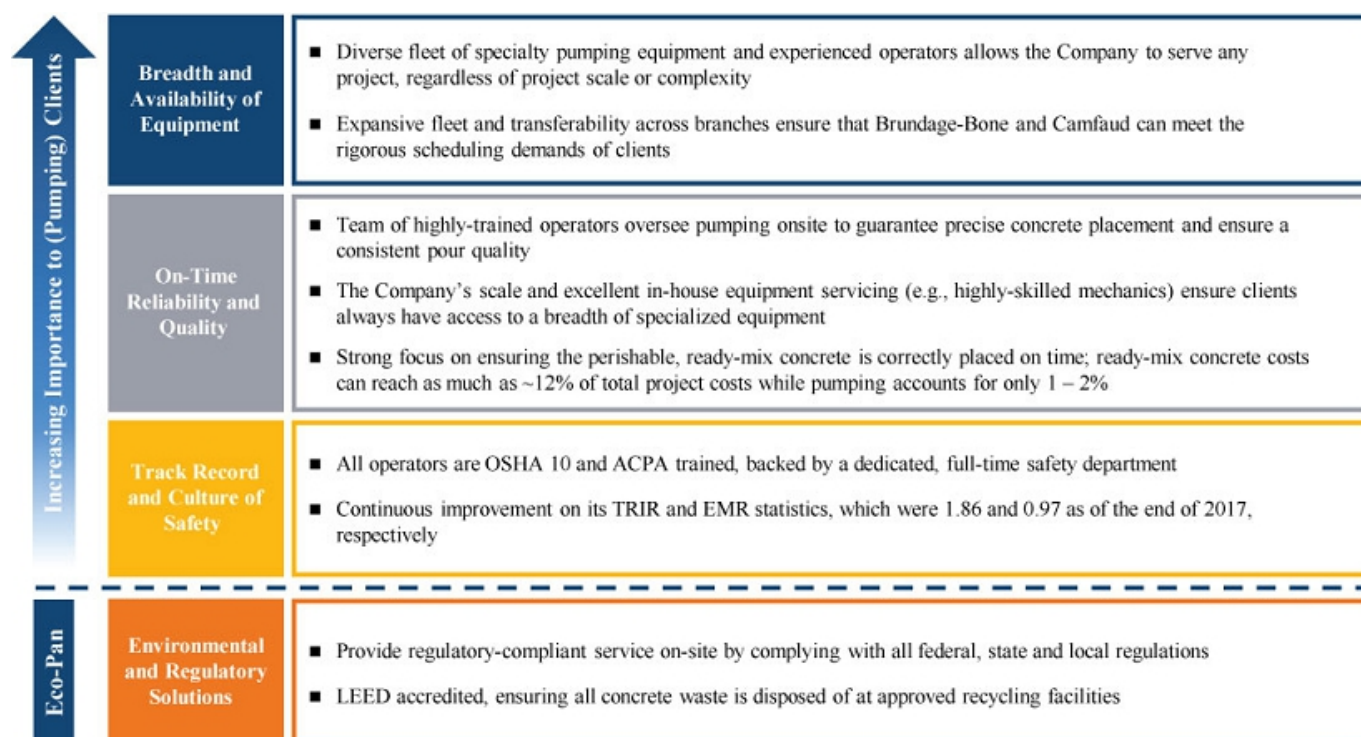 Increasing Importance to (Pumping) Clients
Breadth and
Availability of
Equipment
■ Diverse fleet of specialty pumping equipment and experienced operators allows the Company to serve any
project, regardless of project scale or complexity
■ Expansive fleet and transferability across branches ensure that Brundage-Bone and Camfaud can meet the
rigorous scheduling demands of clients
On-Time
Reliability and
Quality
■ Team of highly-trained operators oversee pumping onsite to guarantee precise concrete placement and ensure a
consistent pour quality
■ The Company's scale and excellent in-house equipment servicing (e.g., highly-skilled mechanics) ensure clients
always have access to a breadth of specialized equipment
■ Strong focus on ensuring the perishable, ready-mix concrete is correctly placed on time; ready-mix concrete costs
can reach as much as ~12% of total project costs while pumping accounts for only 1 – 2%
Track Record
and Culture of
Safety
■ All operators are OSHA 10 and ACPA trained, backed by a dedicated, full-time safety department
■ Continuous improvement on its TRIR and EMR statistics, which were 1.86 and 0.97 as of the end of 2017,
respectively
Eco-Pan
Environmental
and Regulatory
Solutions
■ Provide regulatory-compliant service on-site by complying with all federal, state and local regulations
■ LEED accredited, ensuring all concrete waste is disposed of at approved recycling facilities